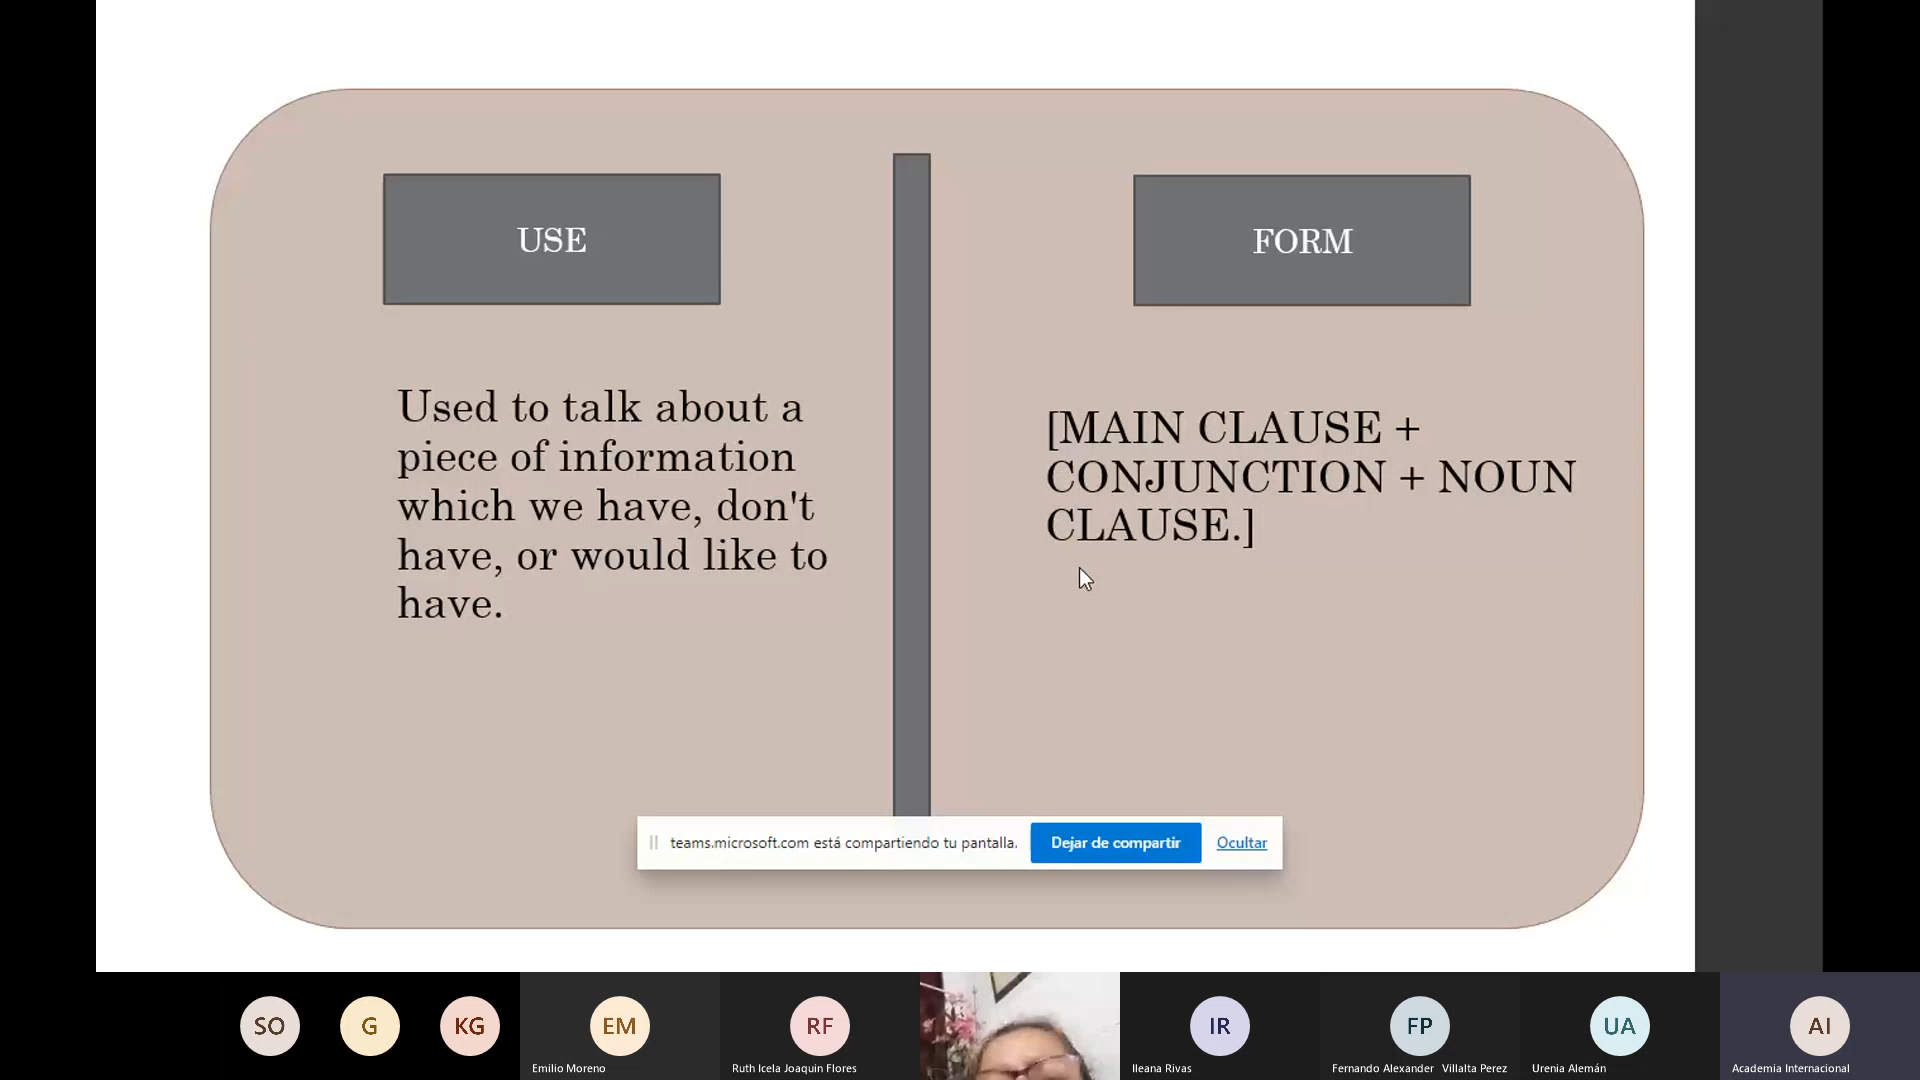 USE
Used to talk about a
piece of information
which we have, don't
have, or would like to
have.
FORM
[MAIN CLAUSE +
CONJUNCTION + NOUN
CLAUSE.]
teams.microsoft.com está compartiendo tu pantalla.
Dejar de compartir
Ocultar
SO
G
KG
EM
RF
IR
FP
UA
AI
Emilio Moreno
Ruth Icela Joaquin Flores
Ileana Rivas
Fernando Alexander Villalta Perez
Urenia Alemán
Academia Internacional